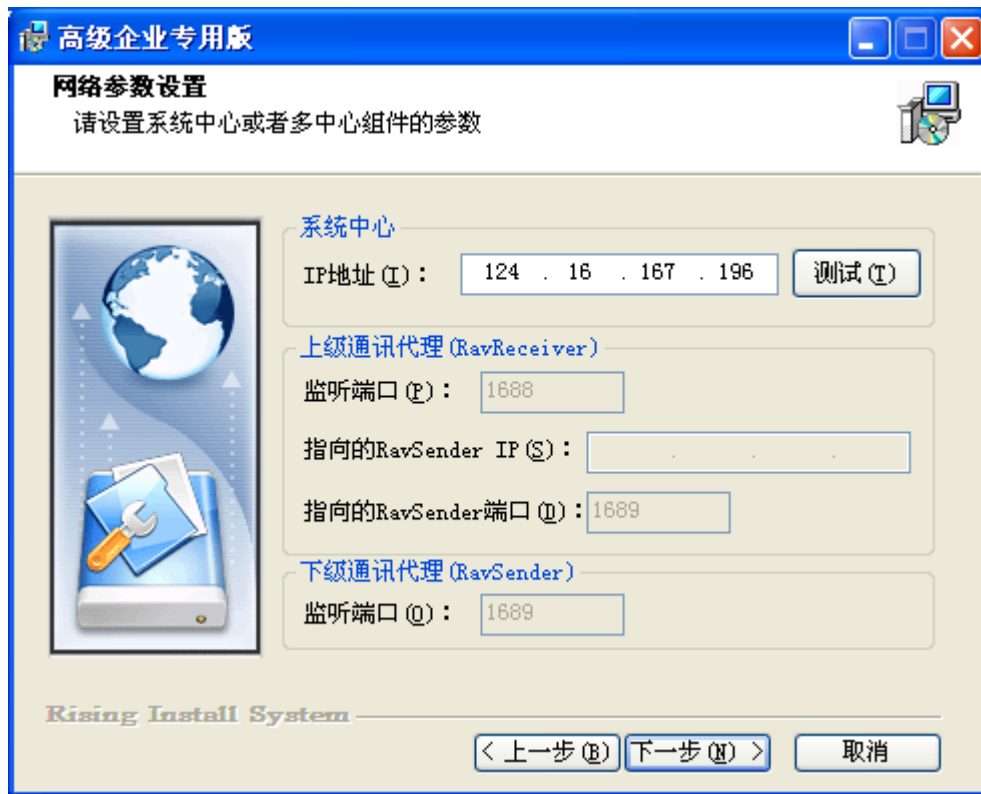 高级企业专用版
网络参数设置
请设置系统中心或者多中心组件的参数
系统中心
IP地址(I)： 124 . 16 . 167 . 196 测试(T)
上级通讯代理(RavReceiver)
监听端口(P)： 1688
指向的RavSender IP(S)： . . .
指向的RavSender端口(D)：1689
下级通讯代理(RavSender)
监听端口(O)： 1689
Rising Install System
< 上一步(B) 下一步(N) > 取消